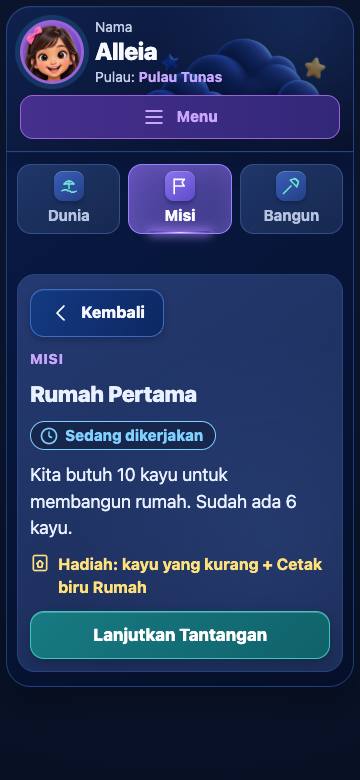 Nama
Alleia
Pulau: Pulau Tunas
Menu
Dunia
Misi
Bangun
Kembali
MISI
Rumah Pertama
Sedang dikerjakan
Kita butuh 10 kayu untuk
membangun rumah. Sudah ada 6
kayu.
Hadiah: kayu yang kurang + Cetak
biru Rumah
Lanjutkan Tantangan